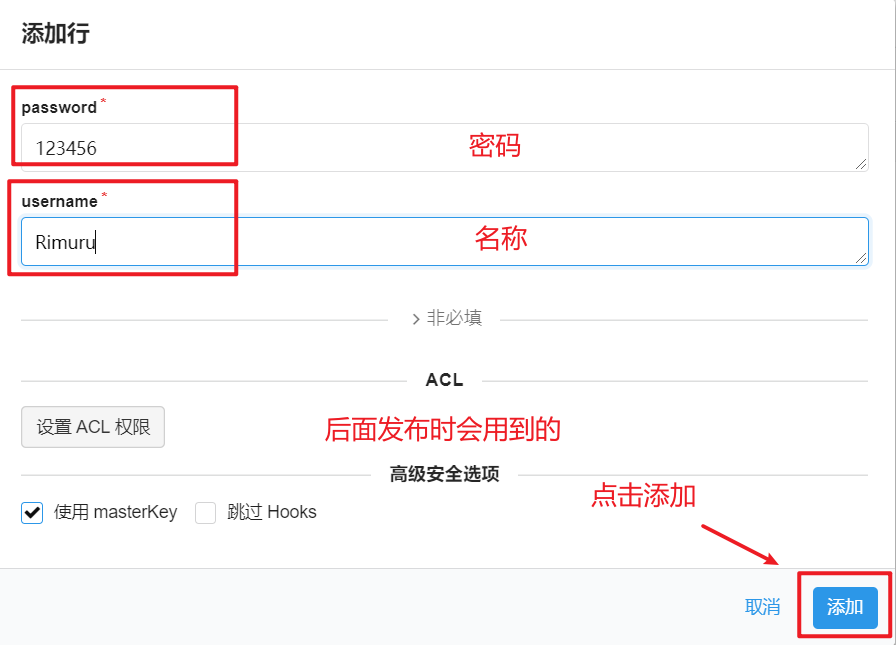 添加行
password *
123456
密码
username *
Rimuru
名称
> 非必填
ACL
设置 ACL 权限
后面发布时会用到的
高级安全选项
点击添加
使用 masterKey 跳过 Hooks
取消 添加